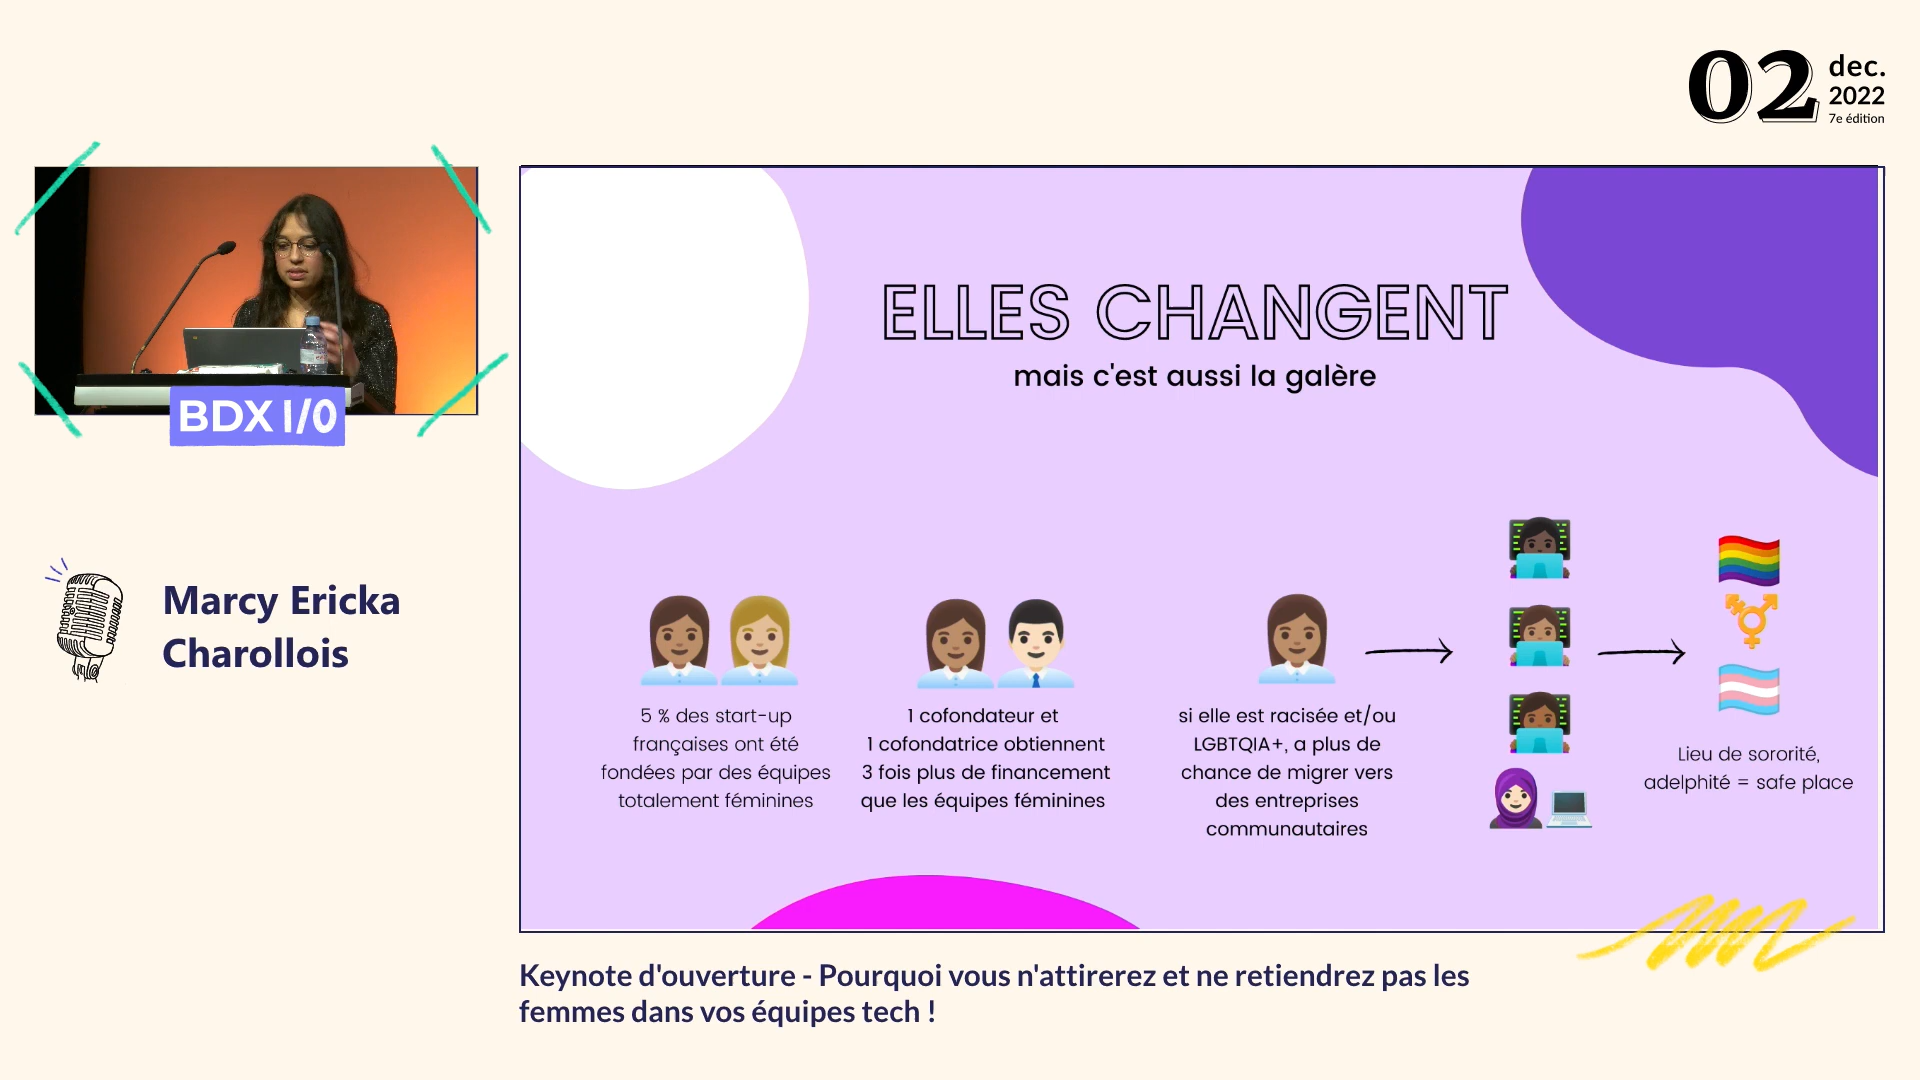 02
dec.
2022
7e édition
BDX I/O
Marcy Ericka
Charollois
ELLES CHANGENT
mais c'est aussi la galère
5 % des start-up
françaises ont été
fondées par des équipes
totalement féminines
1 cofondateur et
1 cofondatrice obtiennent
3 fois plus de financement
que les équipes féminines
si elle est racisée et/ou
LGBTQIA+, a plus de
chance de migrer vers
des entreprises
communautaires
Lieu de sororité,
adelphité = safe place
Keynote d'ouverture - Pourquoi vous n'attirerez et ne retiendrez pas les
femmes dans vos équipes tech !